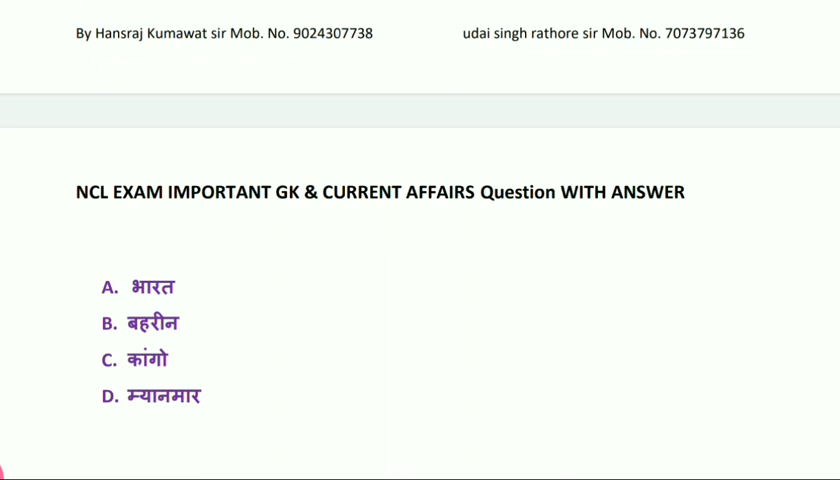 By Hansraj Kumawat sir Mob. No. 9024307738 udai singh rathore sir Mob. No. 7073797136
NCL EXAM IMPORTANT GK & CURRENT AFFAIRS Question WITH ANSWER
A. भारत
B. बहरीन
C. कांगो
D. म्यानमार